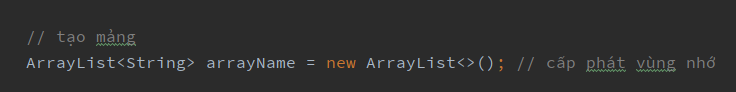 // tạo mảng
ArrayList<String> arrayName = new ArrayList<>(); // cấp phát vùng nhớ